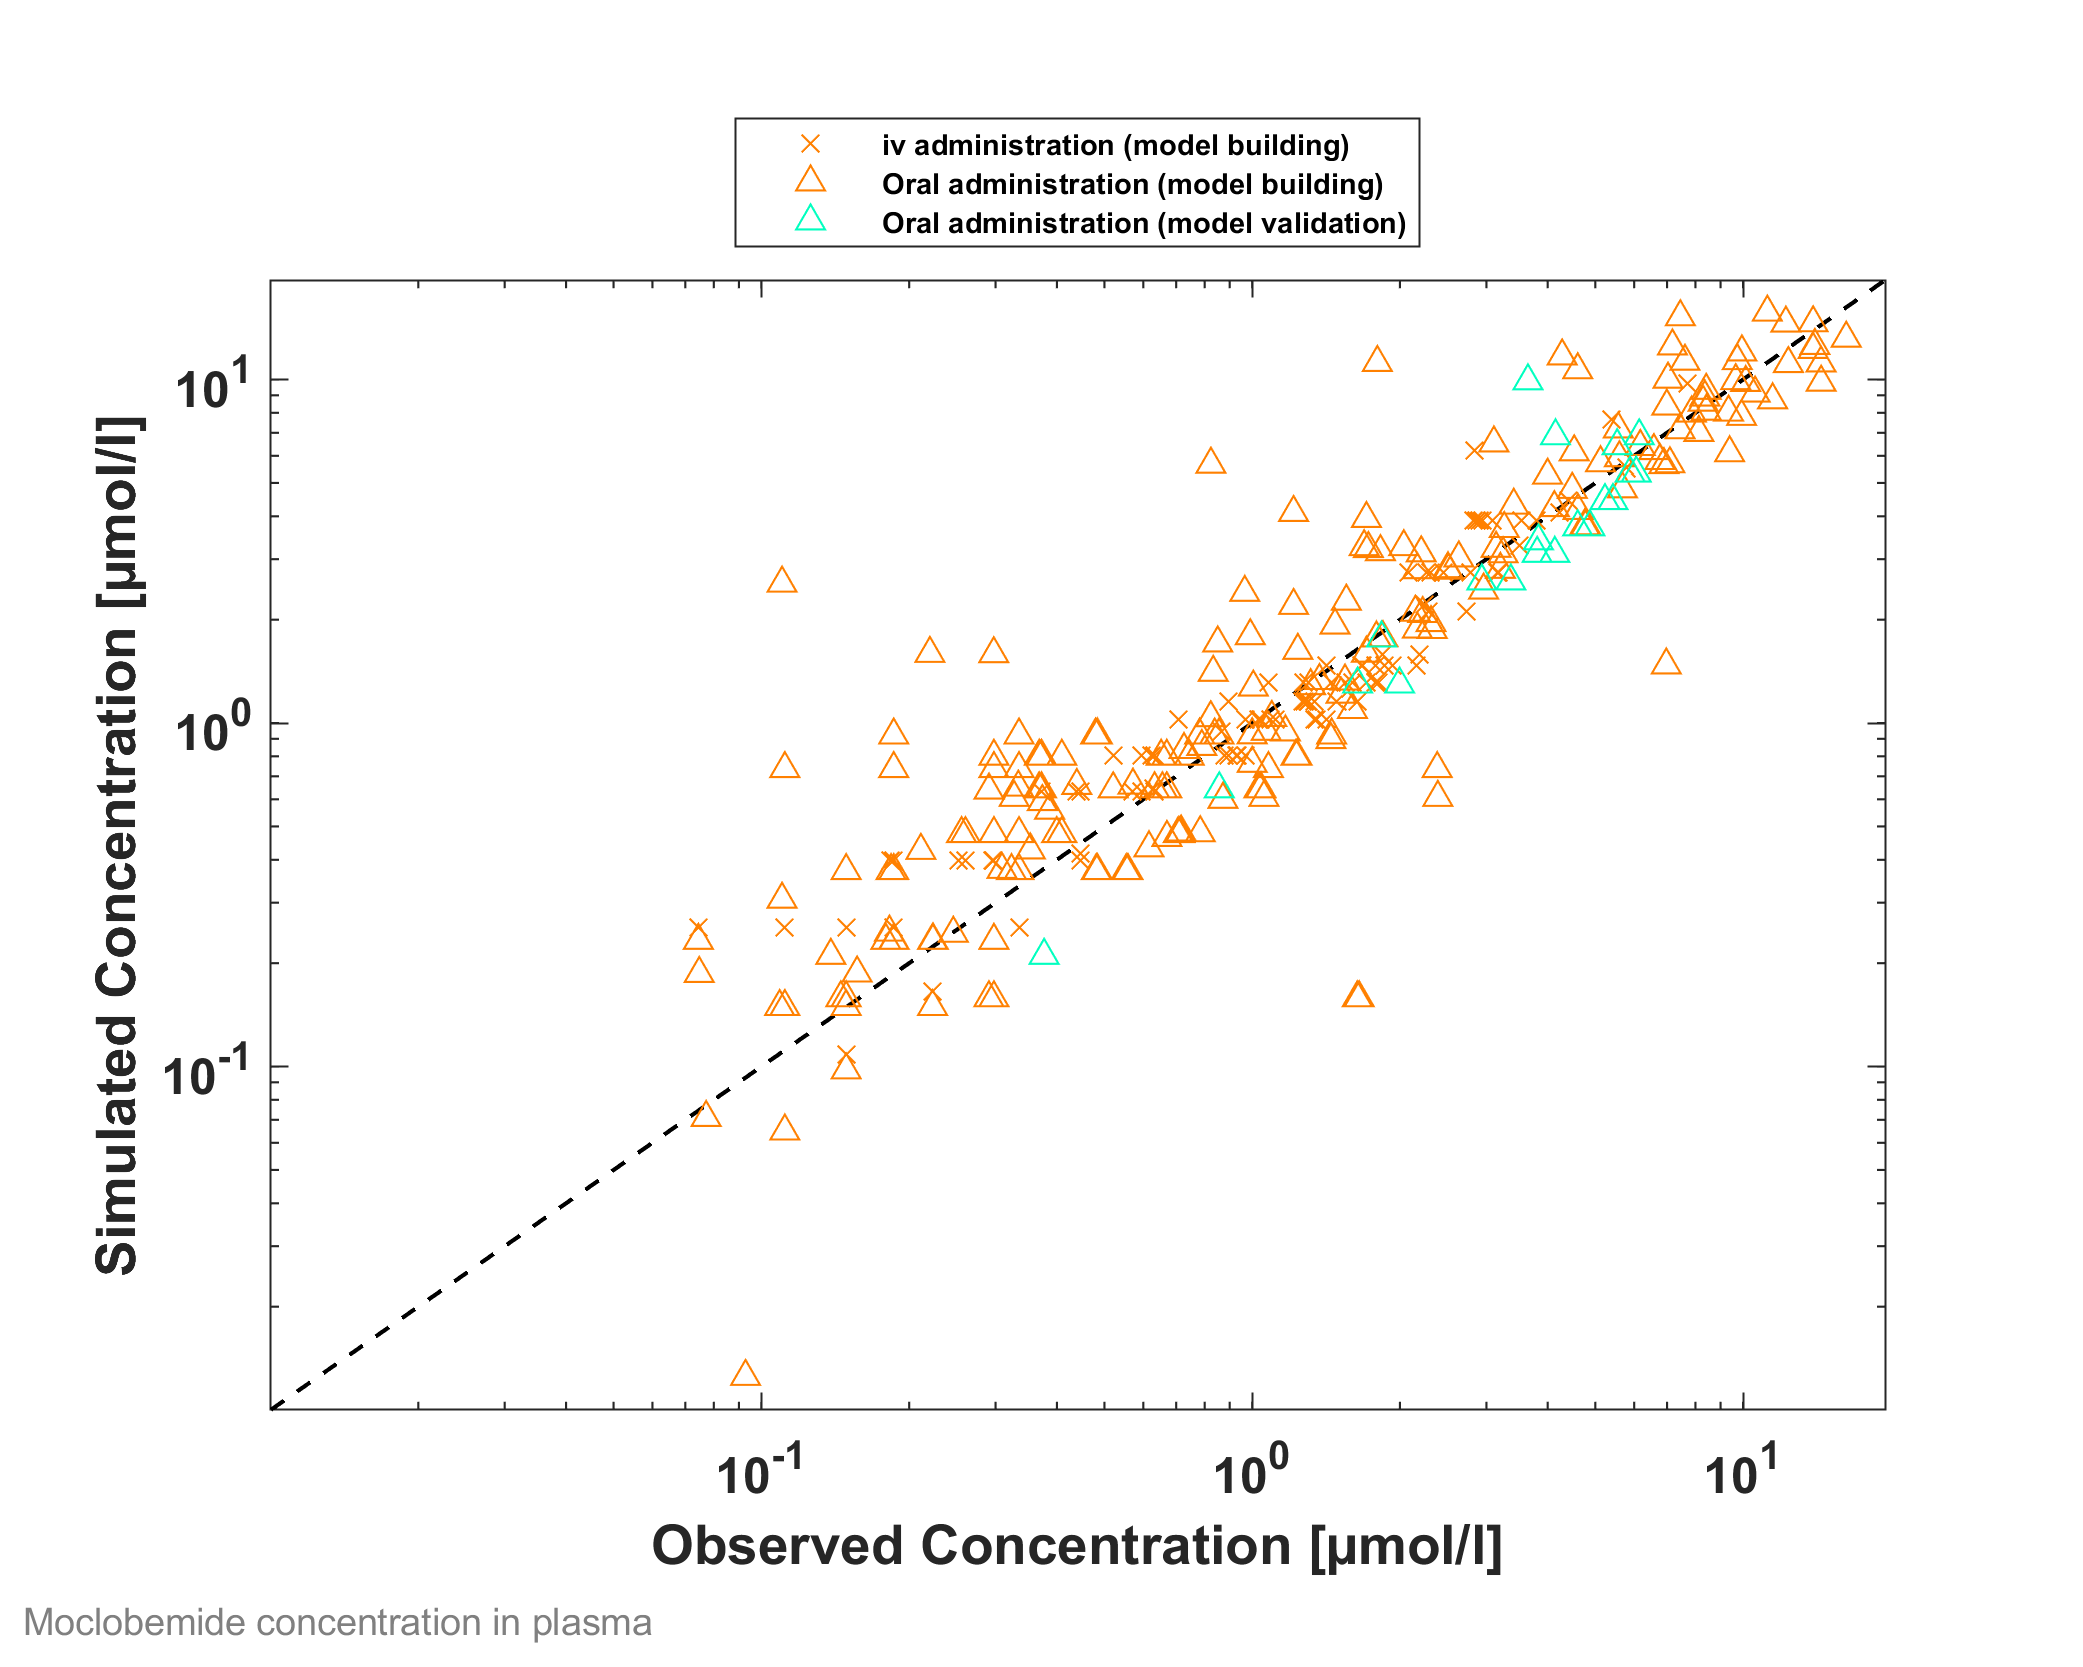 iv administration (model building)
Oral administration (model building)
Oral administration (model validation)
Simulated Concentration [µmol/l]
10^1
10^0
10^-1
10^-1 10^0 10^1
Observed Concentration [µmol/l]
Moclobemide concentration in plasma